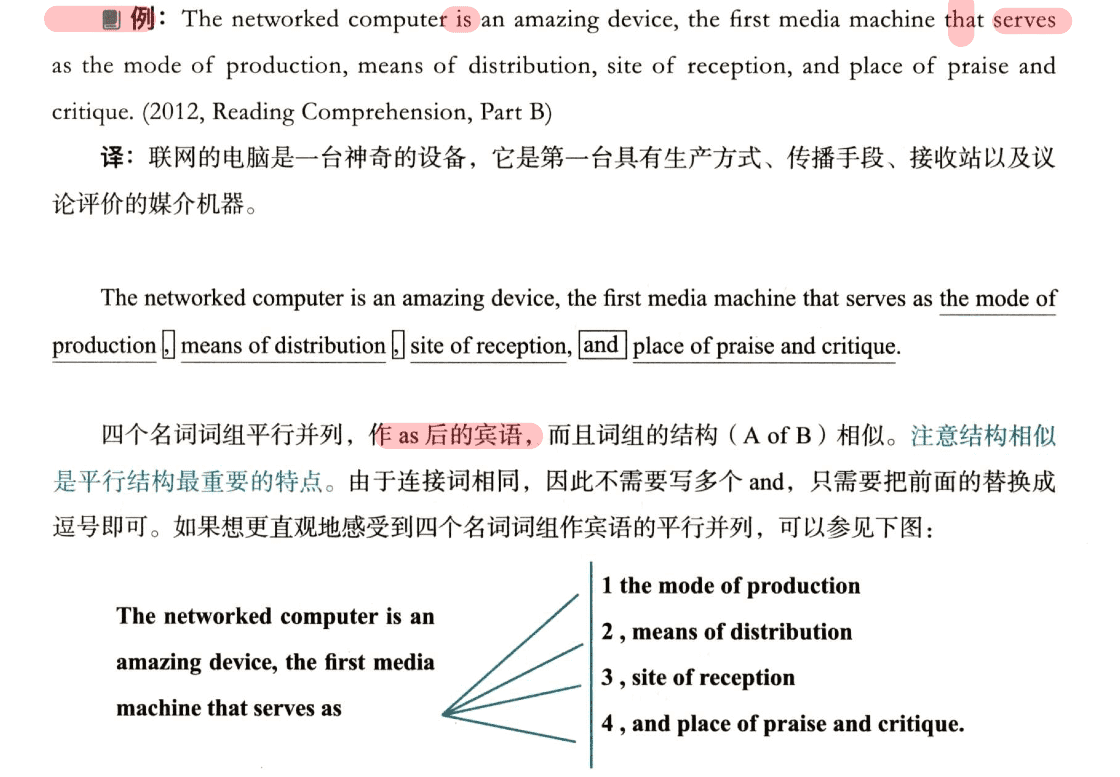 例：The networked computer is an amazing device, the first media machine that serves
as the mode of production, means of distribution, site of reception, and place of praise and
critique. (2012, Reading Comprehension, Part B)
译：联网的电脑是一台神奇的设备，它是第一台具有生产方式、传播手段、接收站以及议
论评价的媒介机器。
The networked computer is an amazing device, the first media machine that serves as the mode of
production , means of distribution , site of reception, and place of praise and critique.
四个名词词组平行并列，作 as 后的宾语，而且词组的结构（A of B）相似。注意结构相似
是平行结构最重要的特点。由于连接词相同，因此不需要写多个 and，只需要把前面的替换成
逗号即可。如果想更直观地感受到四个名词词组作宾语的平行并列，可以参见下图：
The networked computer is an
amazing device, the first media
machine that serves as
1 the mode of production
2 , means of distribution
3 , site of reception
4 , and place of praise and critique.